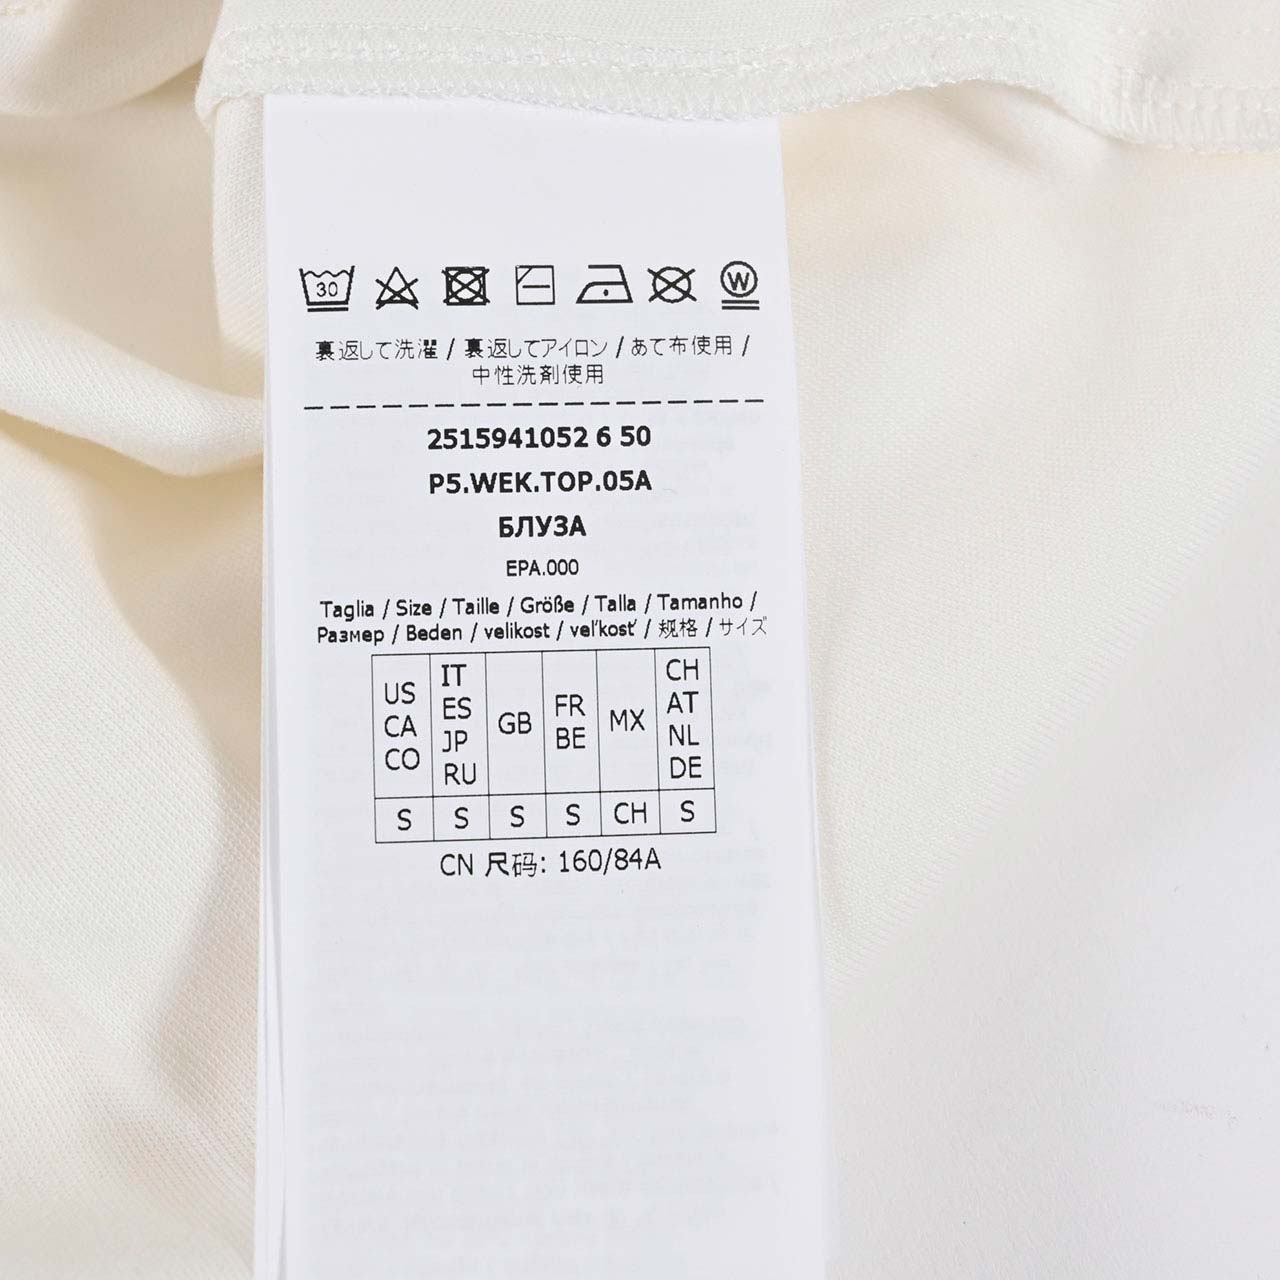 30 W
裏返して洗濯 / 裏返してアイロン / あて布使用 /
中性洗剤使用
2515941052 6 50
P5.WEK.TOP.05A
БЛУЗА
EPA.000
Taglia / Size / Taille / Größe / Talla / Tamanho /
Размер / Beden / velikost / veľkosť / 规格 / サイズ
US CA CO IT ES JP RU GB FR BE MX CH AT NL DE
S S S S CH S
CN 尺码: 160/84A